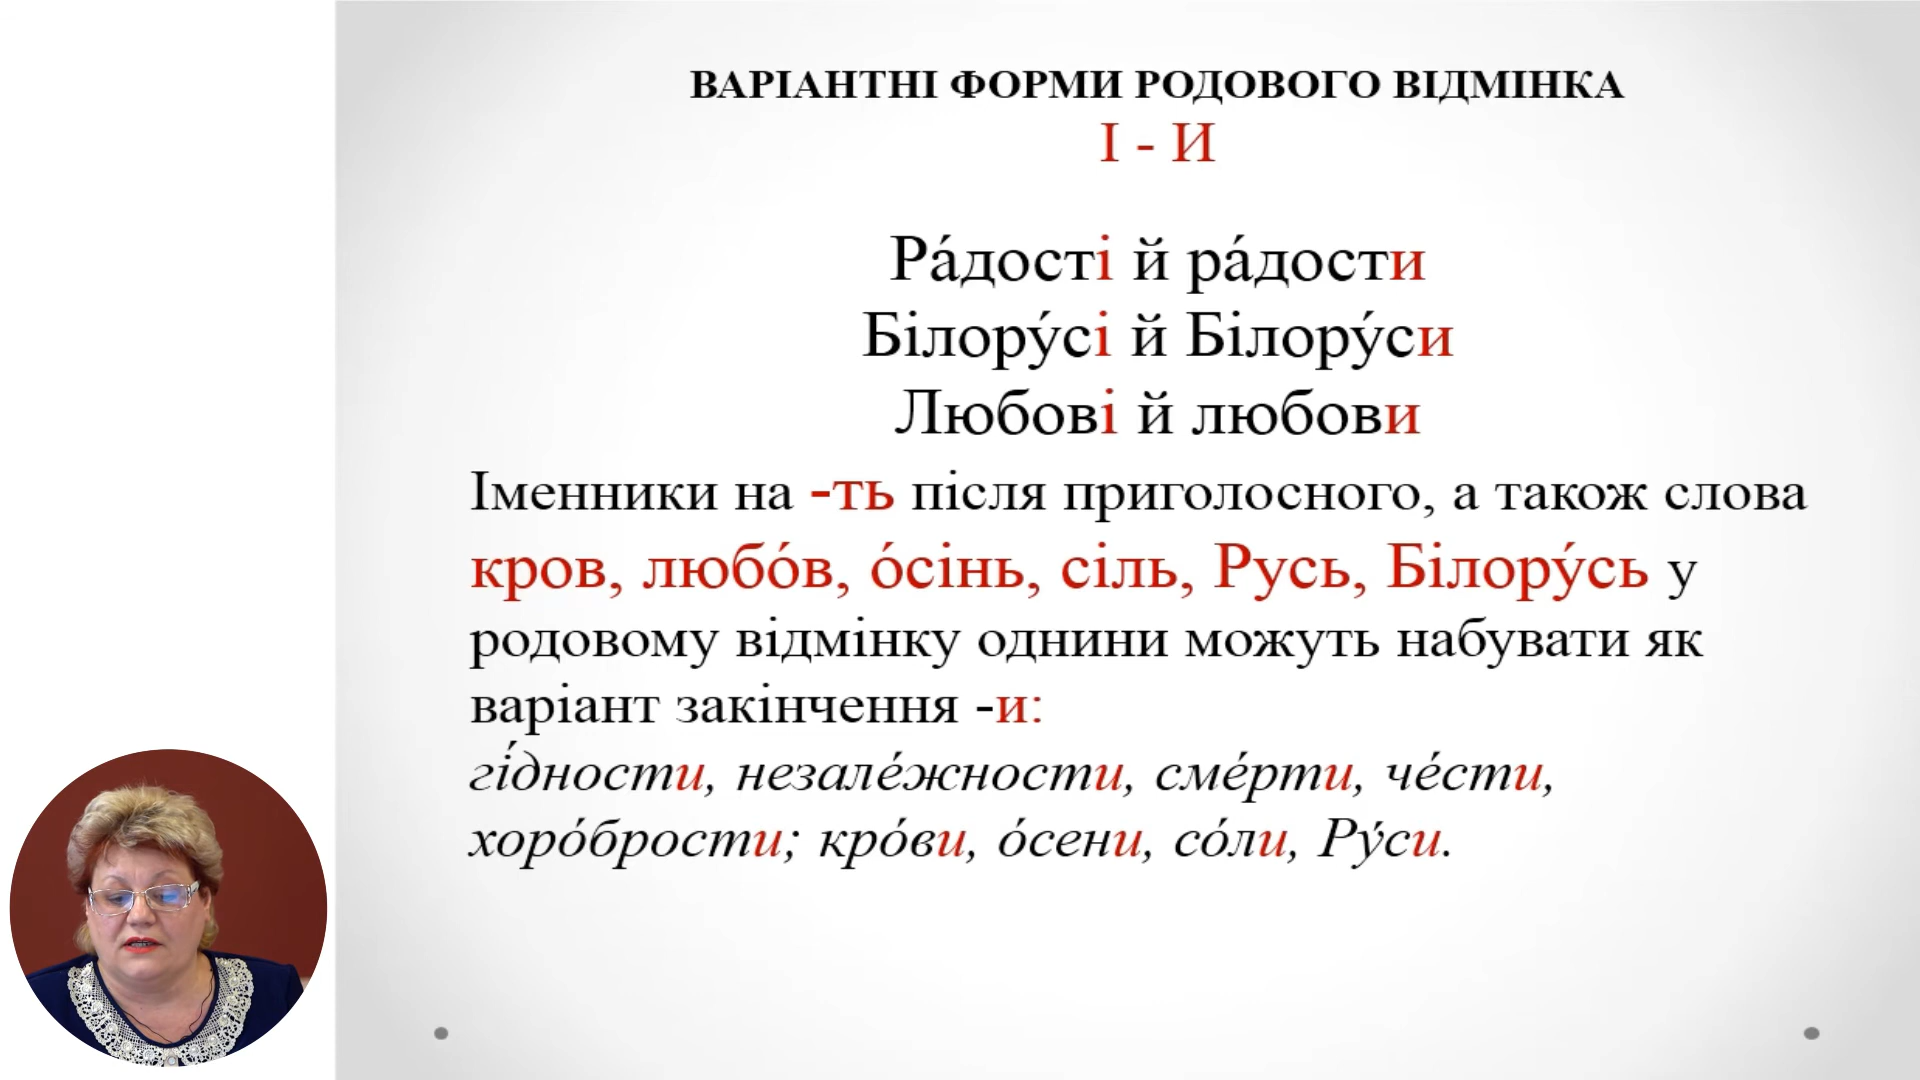 ВАРІАНТНІ ФОРМИ РОДОВОГО ВІДМІНКА
І - И
Ра́дості й ра́дости
Білору́сі й Білору́си
Любові й любови
Іменники на -ть після приголосного, а також слова
кров, любо́в, о́сінь, сіль, Русь, Білору́сь у
родовому відмінку однини можуть набувати як
варіант закінчення -и:
гі́дности, незале́жности, сме́рти, че́сти,
хоро́брости; кро́ви, о́сени, со́ли, Ру́си.